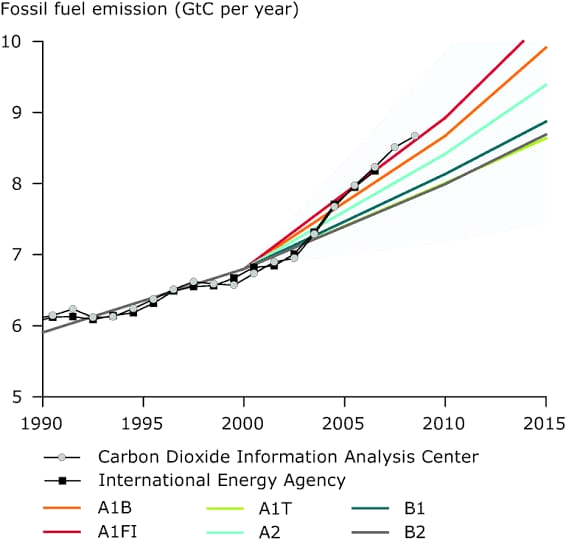 Fossil fuel emission (GtC per year)
10
9
8
7
6
5
1990 1995 2000 2005 2010 2015
Carbon Dioxide Information Analysis Center
International Energy Agency
A1B A1T B1
A1FI A2 B2